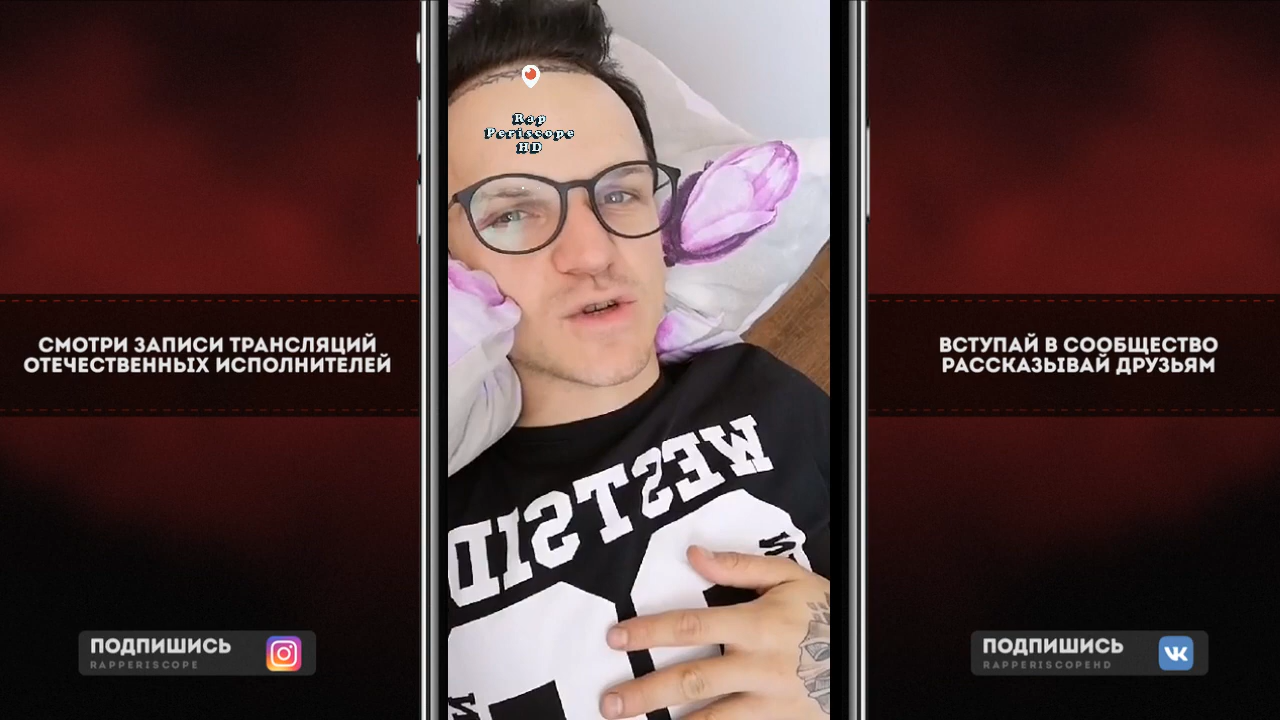 Rap
Periscope
HD
СМОТРИ ЗАПИСИ ТРАНСЛЯЦИЙ
ОТЕЧЕСТВЕННЫХ ИСПОЛНИТЕЛЕЙ
ВСТУПАЙ В СООБЩЕСТВО
РАССКАЗЫВАЙ ДРУЗЬЯМ
WESTSID
ПОДПИШИСЬ
RAPPERISCOPE
ПОДПИШИСЬ
RAPPERISCOPEHD